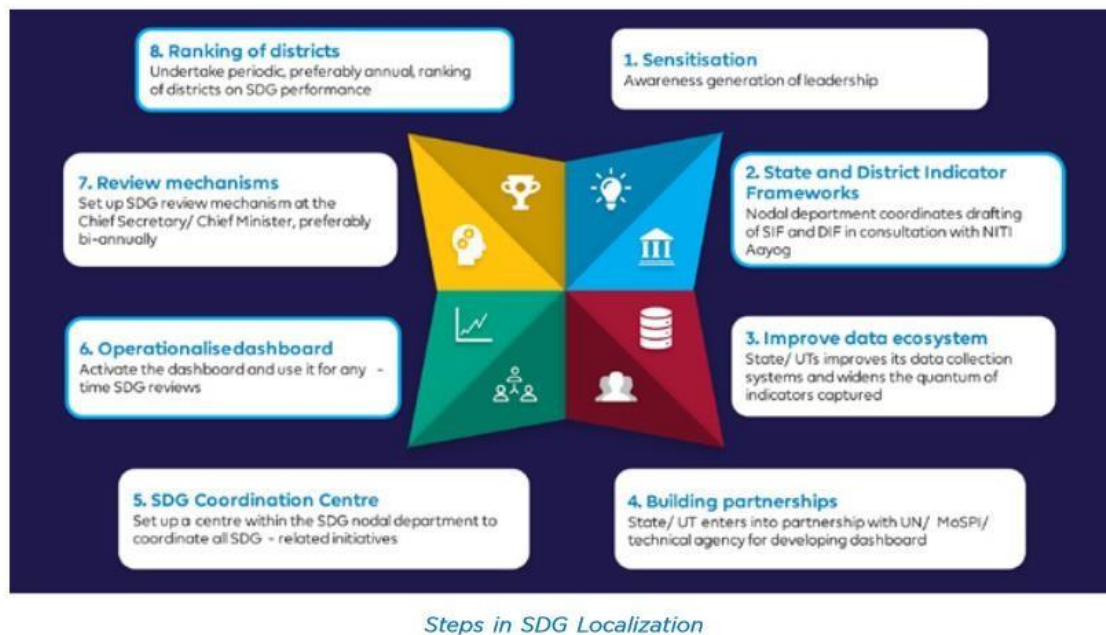 8. Ranking of districts
Undertake periodic, preferably annual, ranking
of districts on SDG performance
1. Sensitisation
Awareness generation of leadership
7. Review mechanisms
Set up SDG review mechanism at the
Chief Secretary/ Chief Minister, preferably
bi-annually
2. State and District Indicator
Frameworks
Nodal department coordinates drafting
of SIF and DIF in consultation with NITI
Aayog
6. Operationalisedashboard
Activate the dashboard and use it for any -
time SDG reviews
3. Improve data ecosystem
State/ UTs improves its data collection
systems and widens the quantum of
indicators captured
5. SDG Coordination Centre
Set up a centre within the SDG nodal department to
coordinate all SDG - related initiatives
4. Building partnerships
State/ UT enters into partnership with UN/ MoSPI/
technical agency for developing dashboard
Steps in SDG Localization